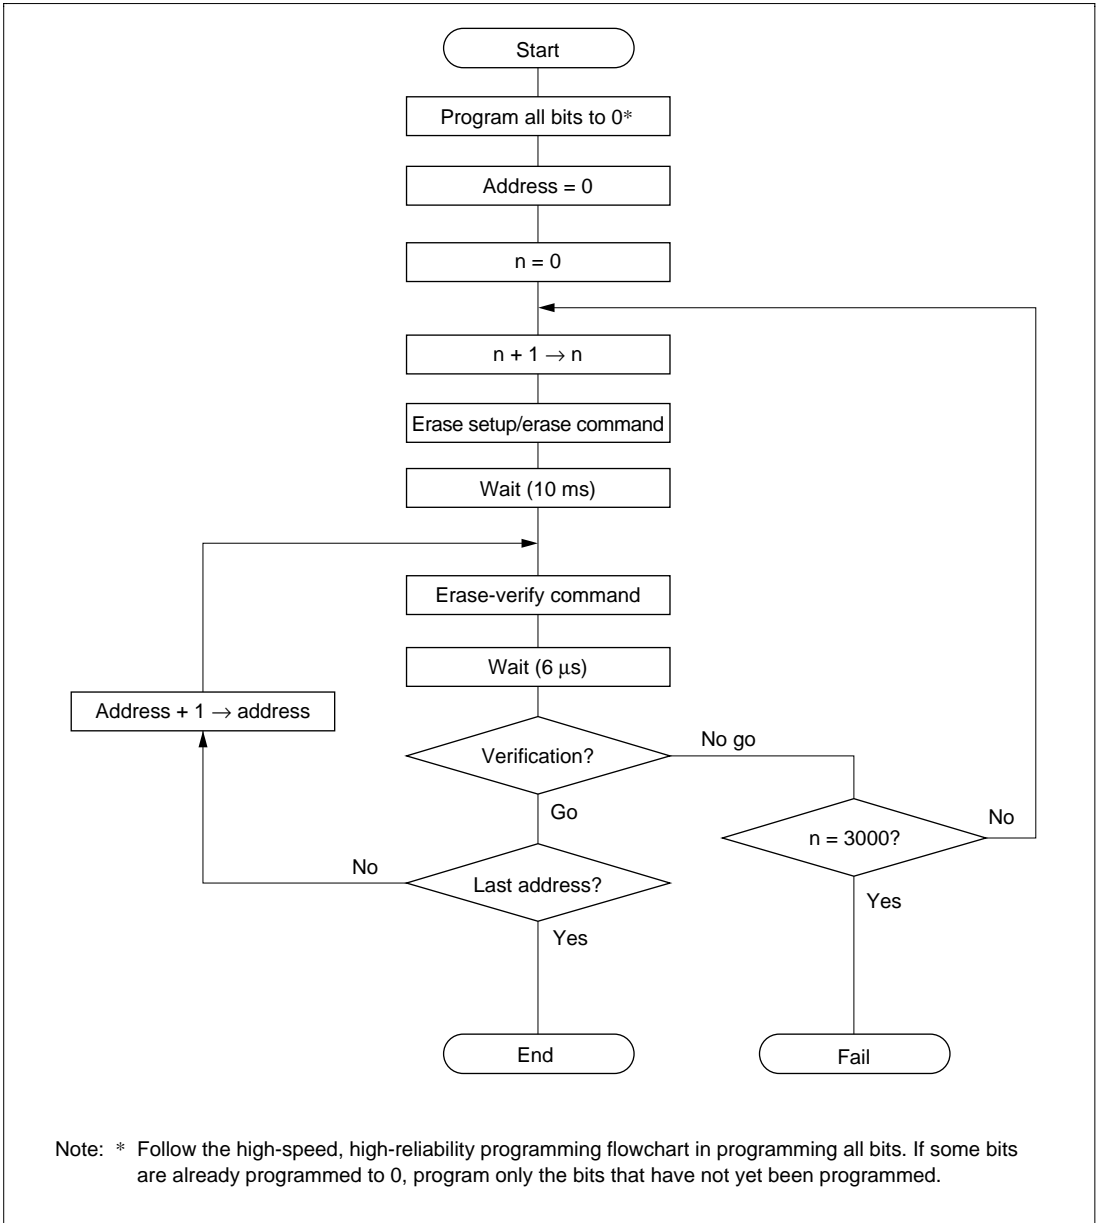 Start
Program all bits to 0*
Address = 0
n = 0
n + 1 → n
Erase setup/erase command
Wait (10 ms)
Erase-verify command
Wait (6 μs)
Address + 1 → address
Verification?
No go
Go
n = 3000?
No
Last address?
No
Yes
Yes
End
Fail
Note: * Follow the high-speed, high-reliability programming flowchart in programming all bits. If some bits
are already programmed to 0, program only the bits that have not yet been programmed.